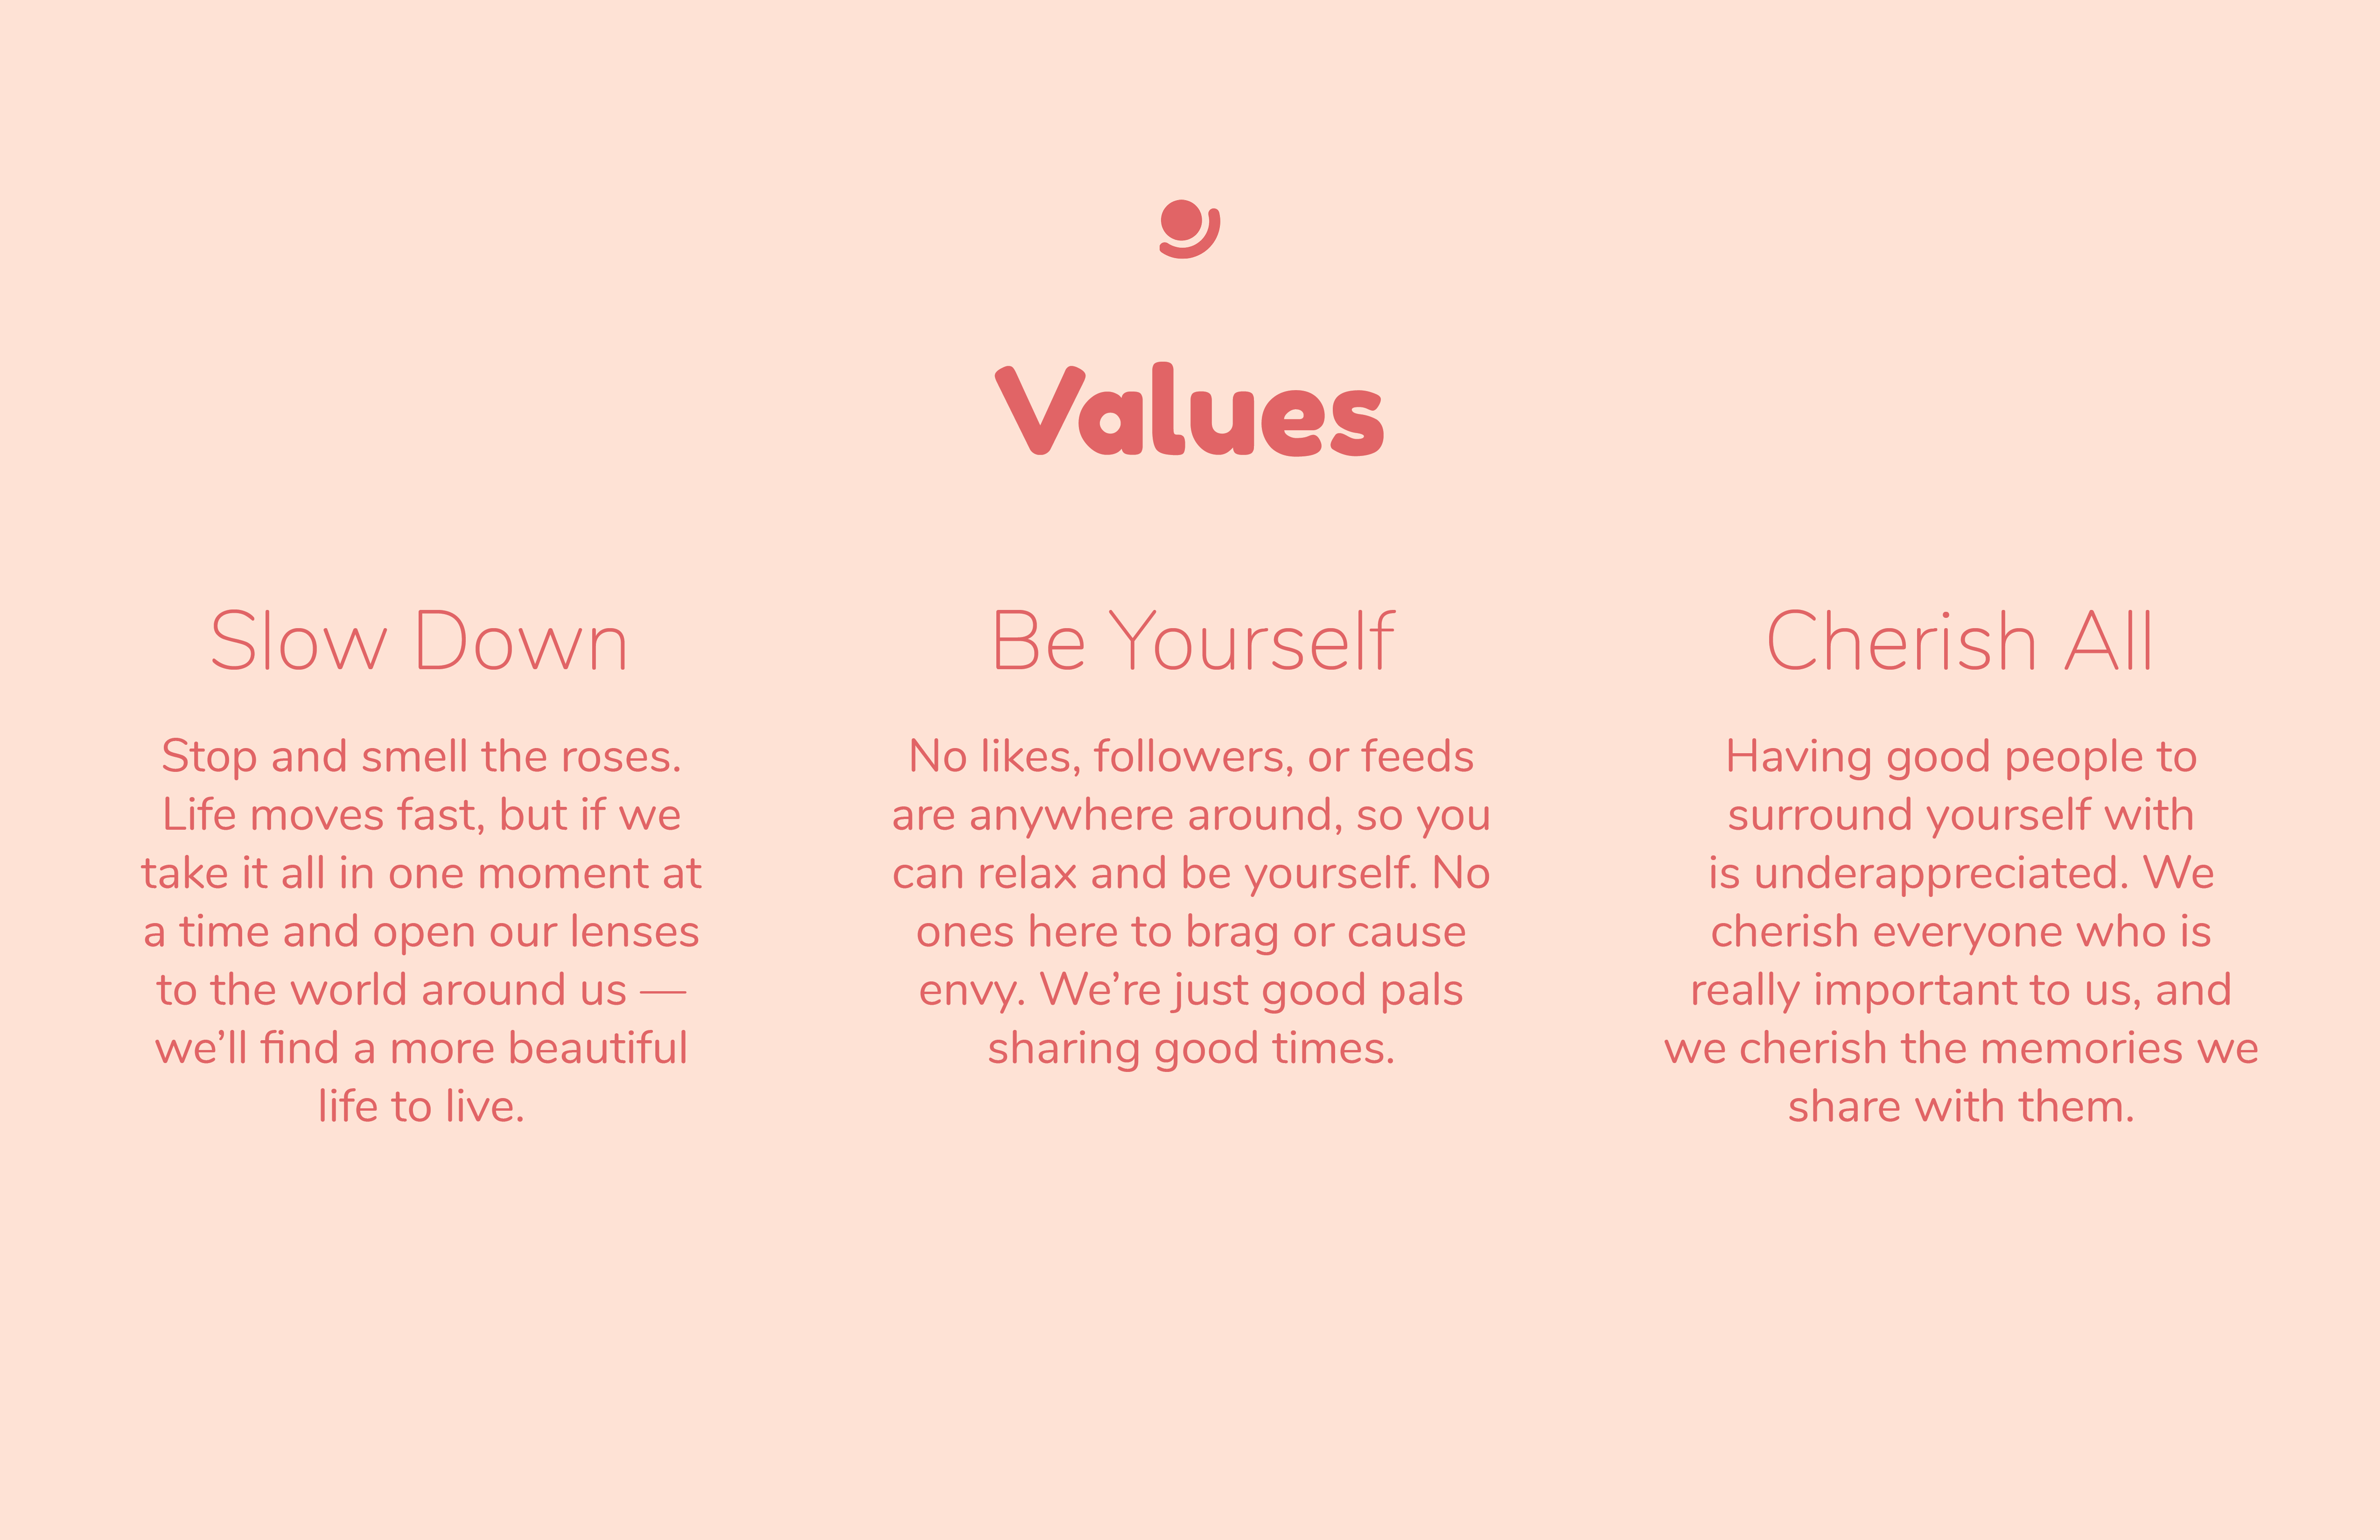 Values
Slow Down
Stop and smell the roses.
Life moves fast, but if we
take it all in one moment at
a time and open our lenses
to the world around us —
we’ll find a more beautiful
life to live.
Be Yourself
No likes, followers, or feeds
are anywhere around, so you
can relax and be yourself. No
ones here to brag or cause
envy. We’re just good pals
sharing good times.
Cherish All
Having good people to
surround yourself with
is underappreciated. We
cherish everyone who is
really important to us, and
we cherish the memories we
share with them.